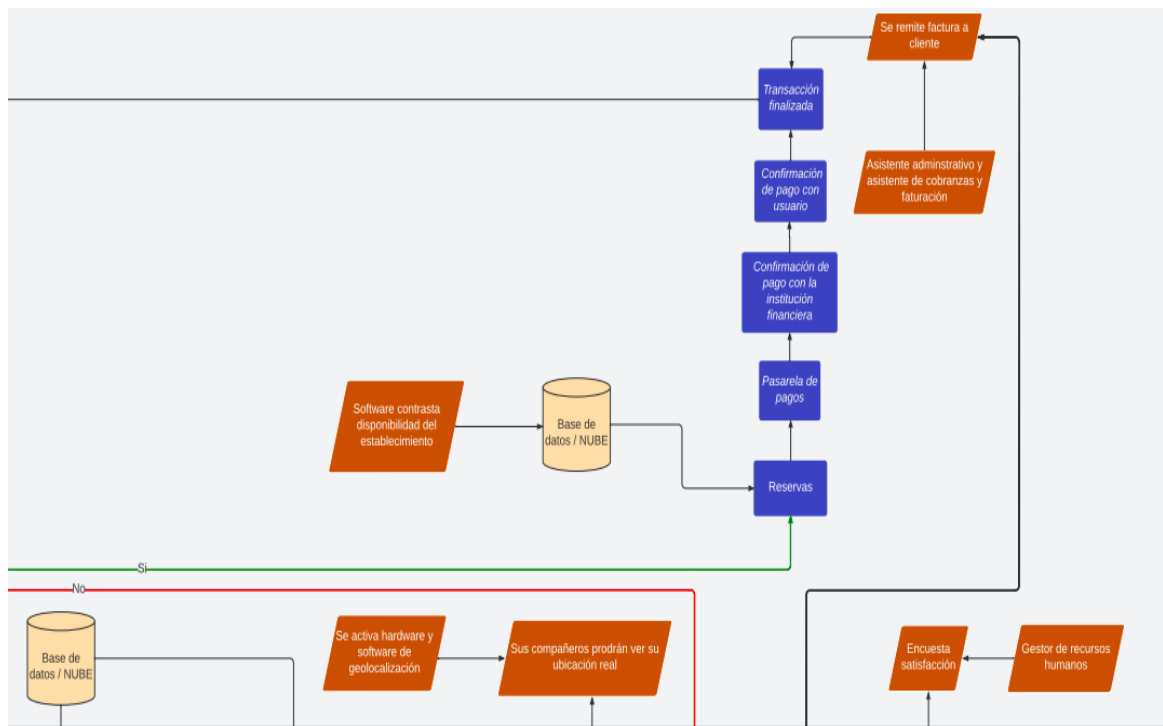 Se remite factura a
cliente
Transacción
finalizada
Asistente adminstrativo y
asistente de cobranzas y
faturación
Confirmación
de pago con
usuario
Confirmación de
pago con la
institución
financiera
Pasarela de
pagos
Software contrasta
disponibilidad del
establecimiento
Base de
datos / NUBE
Reservas
Si
No
Base de
datos / NUBE
Se activa hardware y
software de
geolocalización
Sus compañeros prodrán ver su
ubicación real
Encuesta
satisfacción
Gestor de recursos
humanos